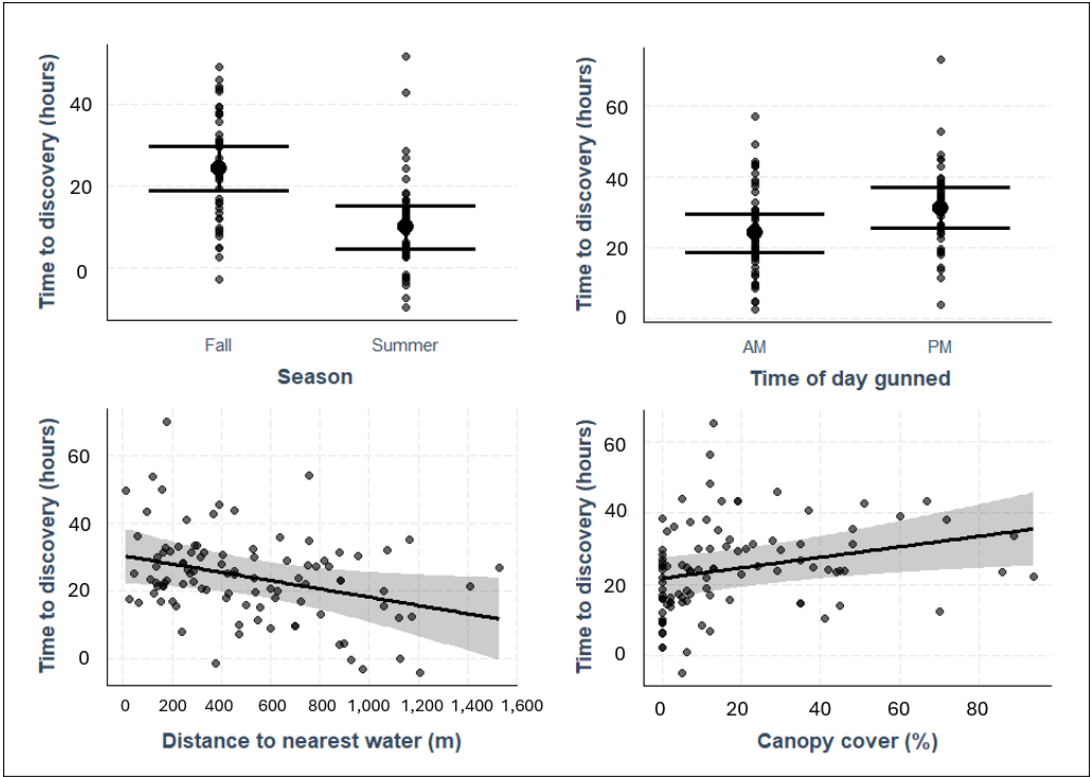 Time to discovery (hours)
40
20
0
Fall
Summer
Season
Time to discovery (hours)
60
40
20
0
AM
PM
Time of day gunned
Time to discovery (hours)
60
40
20
0
0
200
400
600
800
1,000
1,200
1,400
1,600
Distance to nearest water (m)
Time to discovery (hours)
60
40
20
0
0
20
40
60
80
Canopy cover (%)